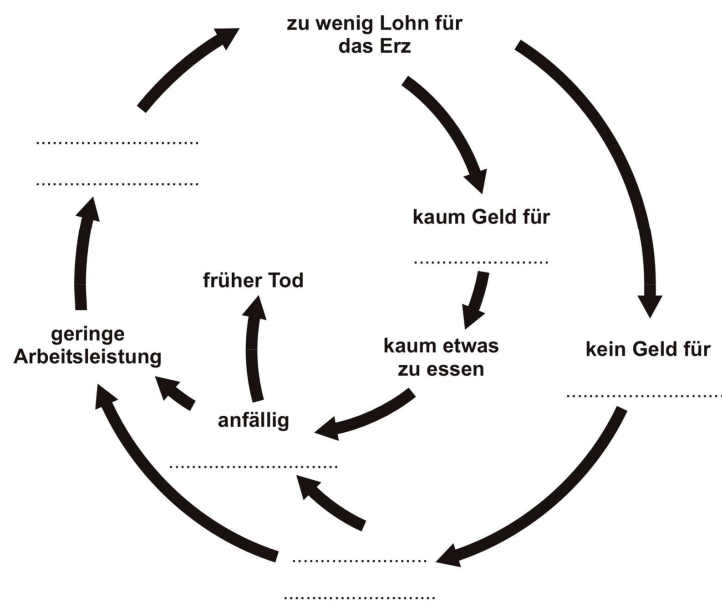 zu wenig Lohn für
das Erz
..............................
..............................
kaum Geld für
.........................
früher Tod
geringe
Arbeitsleistung
kaum etwas
zu essen
kein Geld für
.............................
anfällig
...............................
.........................
............................